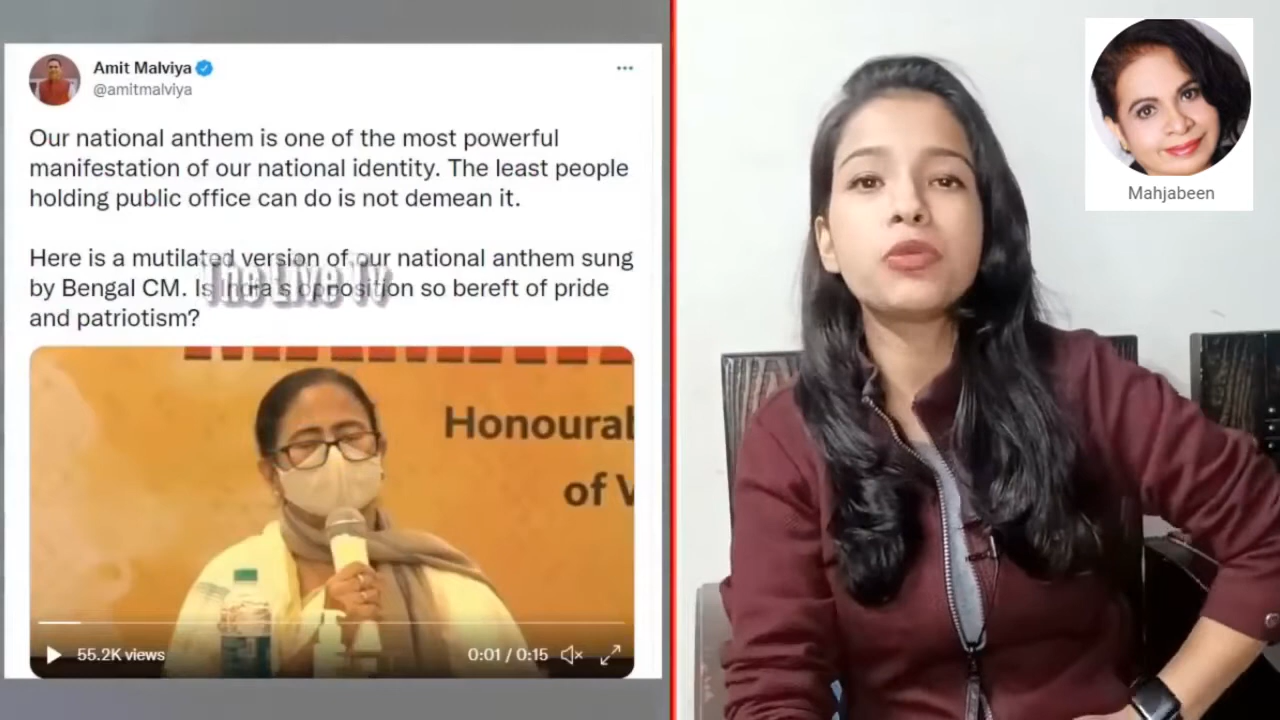 Amit Malviya
@amitmalviya
Our national anthem is one of the most powerful
manifestation of our national identity. The least people
holding public office can do is not demean it.
Here is a mutilated version of our national anthem sung
by Bengal CM. Is India's opposition so bereft of pride
and patriotism?
The Live Tv
Honourab
of V
55.2K views
0:01 / 0:15
Mahjabeen